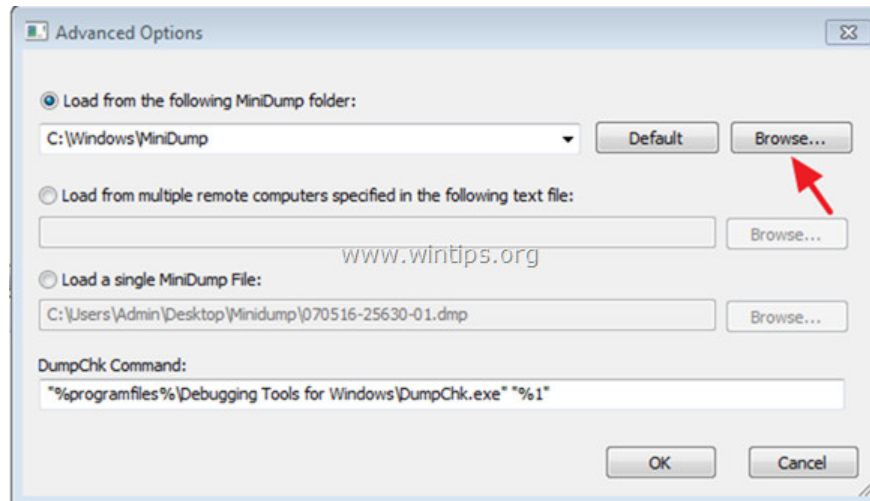 Advanced Options
Load from the following MiniDump folder:
C:\Windows\MiniDump Default Browse...
Load from multiple remote computers specified in the following text file:
Browse...
www.wintips.org
Load a single MiniDump File:
C:\Users\Admin\Desktop\Minidump\070516-25630-01.dmp Browse...
DumpChk Command:
"%programfiles%\Debugging Tools for Windows\DumpChk.exe" "%1"
OK Cancel